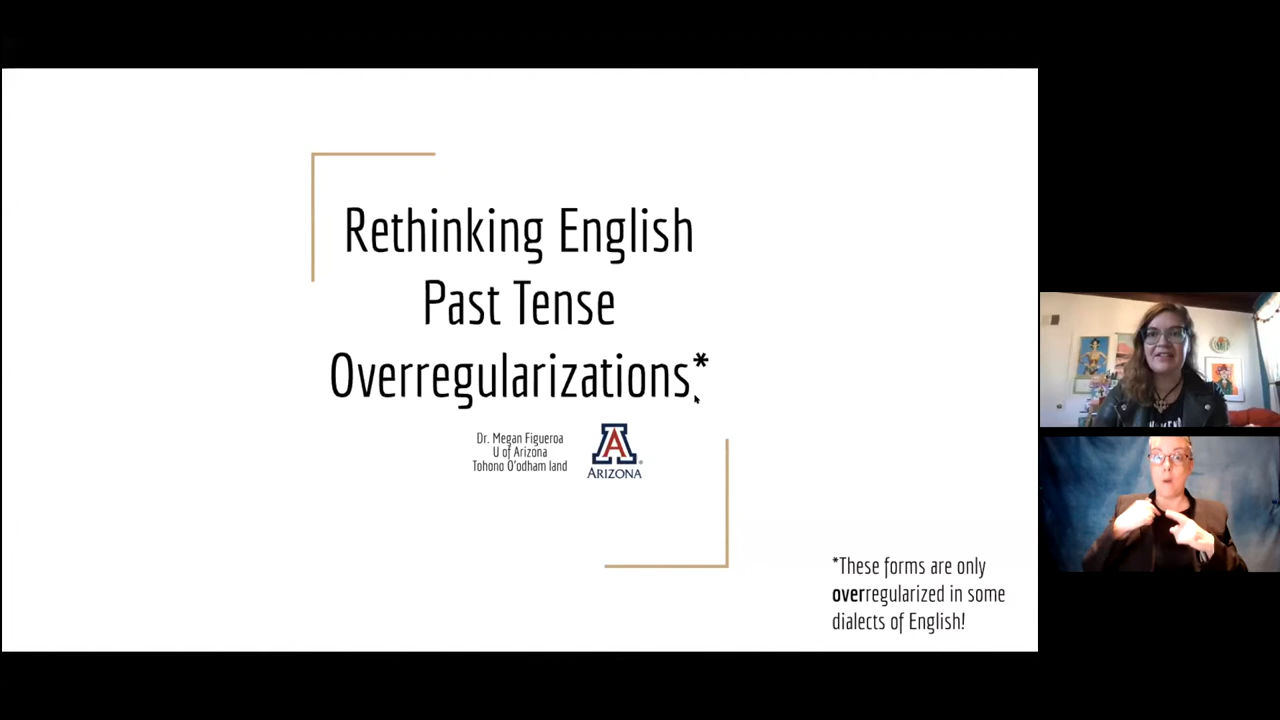 Rethinking English
Past Tense
Overregularizations*
Dr. Megan Figueroa
U of Arizona
Tohono O'odham land
A
ARIZONA
*These forms are only
overregularized in some
dialects of English!